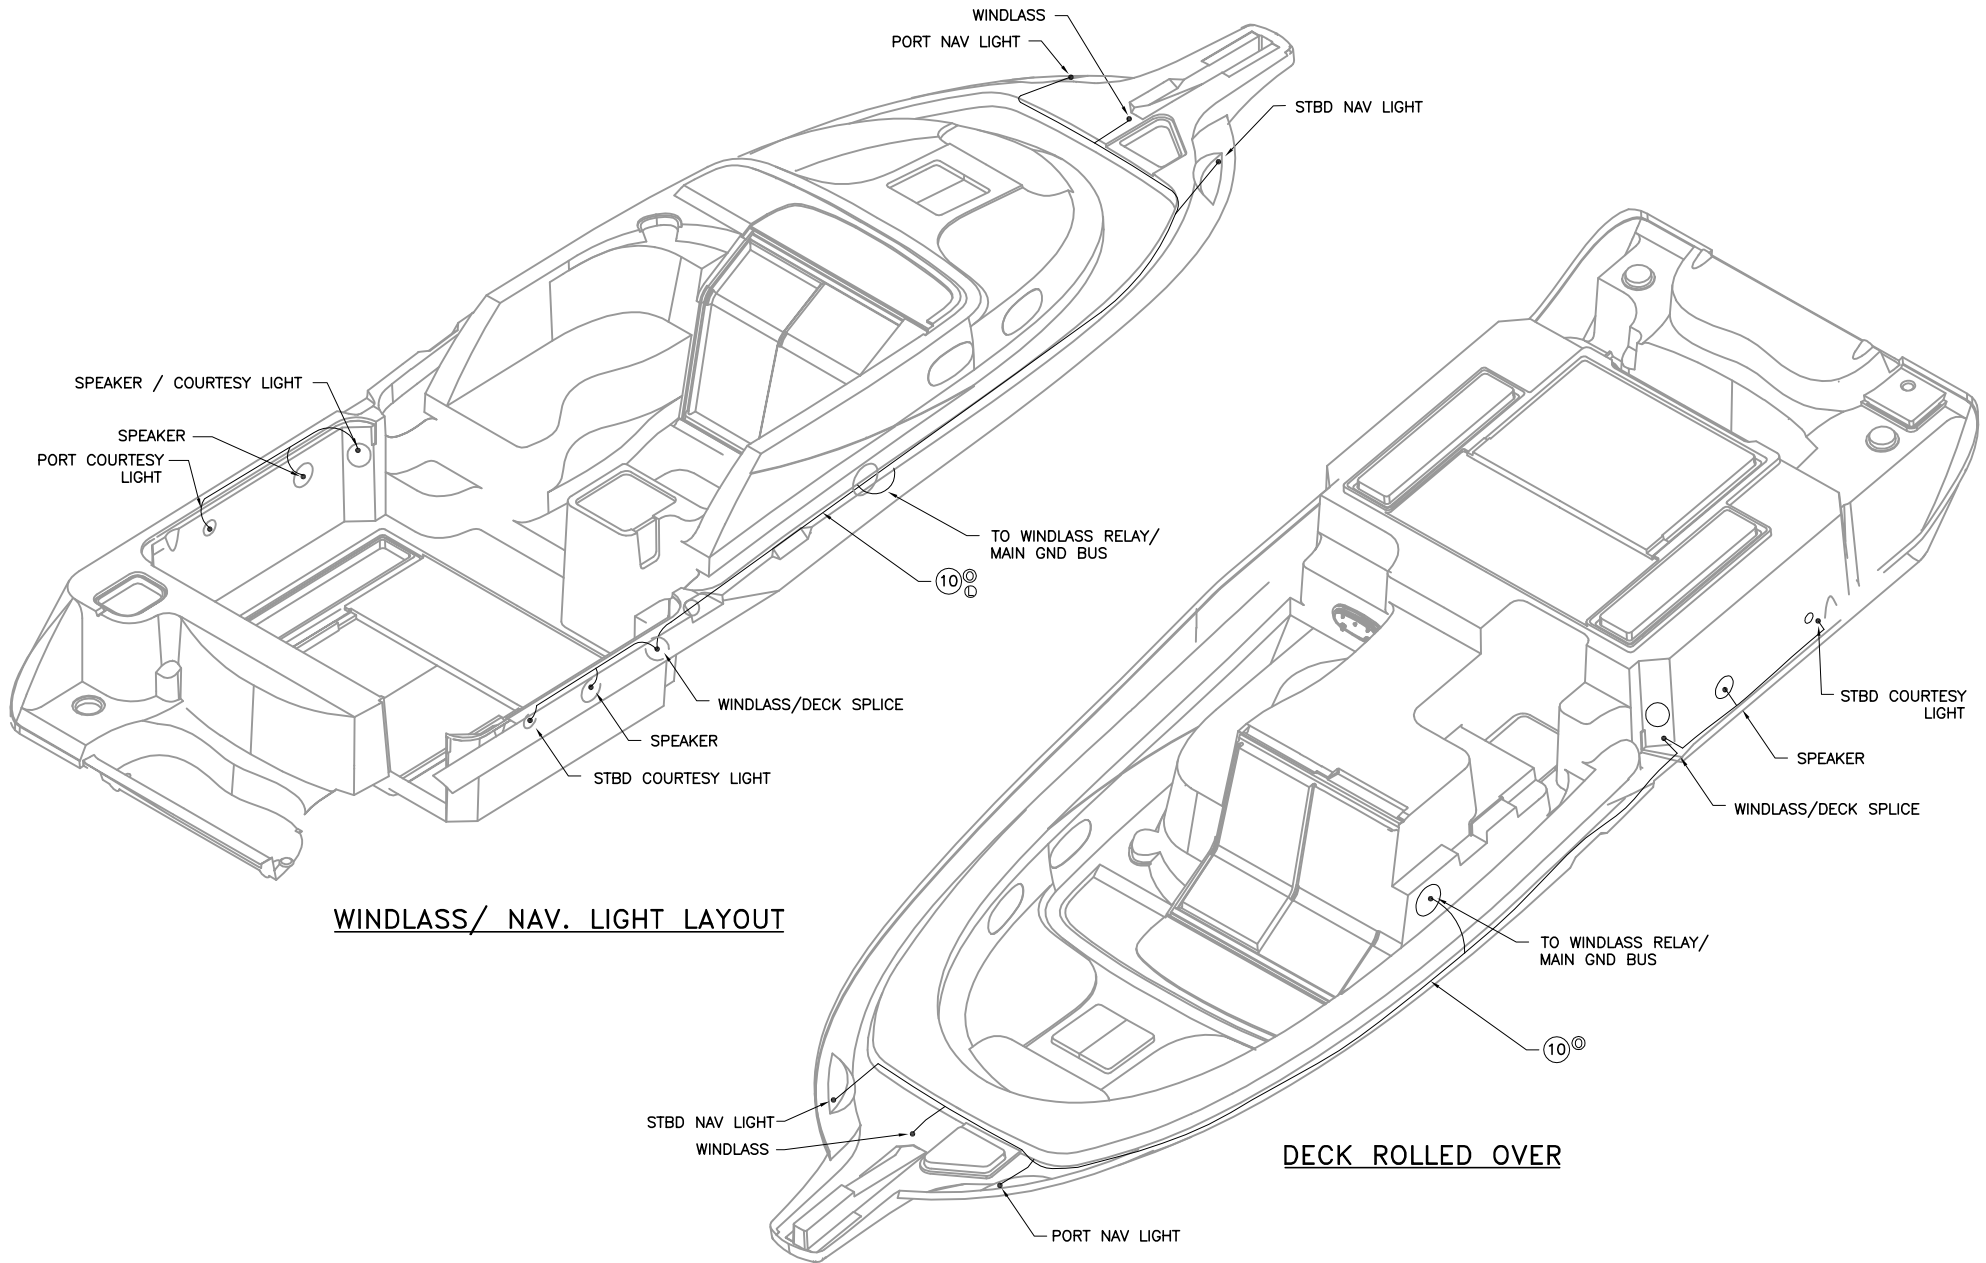 WINDLASS
PORT NAV LIGHT
STBD NAV LIGHT
SPEAKER / COURTESY LIGHT
SPEAKER
PORT COURTESY
LIGHT
TO WINDLASS RELAY/
MAIN GND BUS
10 O
L
WINDLASS/DECK SPLICE
SPEAKER
STBD COURTESY LIGHT
WINDLASS/ NAV. LIGHT LAYOUT
STBD COURTESY
LIGHT
SPEAKER
WINDLASS/DECK SPLICE
TO WINDLASS RELAY/
MAIN GND BUS
10 O
STBD NAV LIGHT
WINDLASS
DECK ROLLED OVER
PORT NAV LIGHT